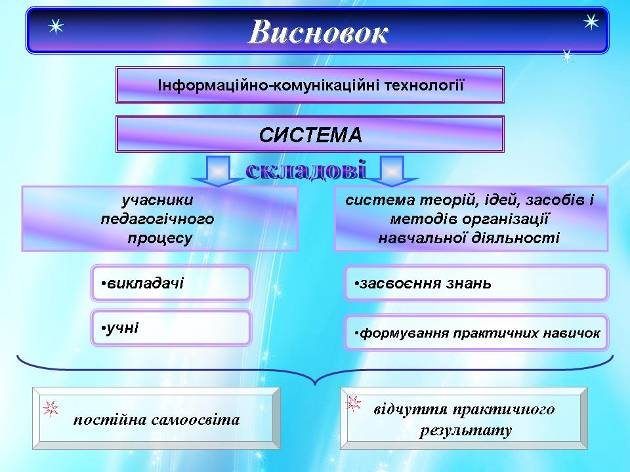 Висновок
Інформаційно-комунікаційні технології
СИСТЕМА
складові
учасники
педагогічного
процесу
система теорій, ідей, засобів і
методів організації
навчальної діяльності
•викладачі
•учні
•засвоєння знань
•формування практичних навичок
постійна самоосвіта
відчуття практичного
результату